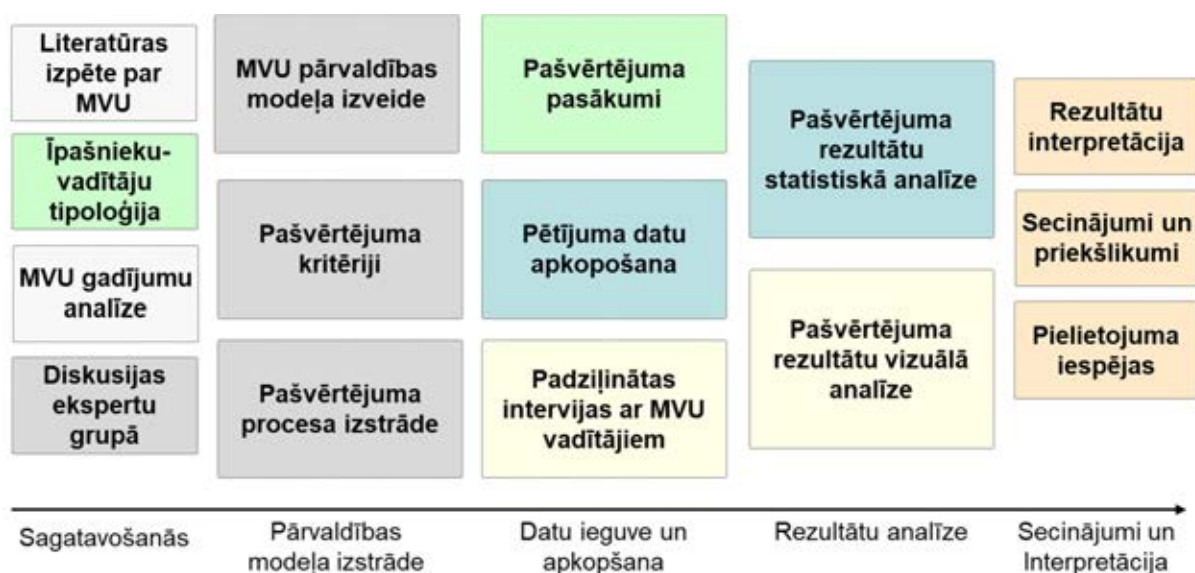 Literatūras
izpēte par
MVU
Īpašnieku-
vadītāju
tipoloģija
MVU gadījumu
analīze
Diskusijas
ekspertu
grupā
MVU pārvaldības
modeļa izveide
Pašvērtējuma
kritēriji
Pašvērtējuma
procesa izstrāde
Pašvērtējuma
pasākumi
Pētījuma datu
apkopošana
Padziļinātas
intervijas ar MVU
vadītājiem
Pašvērtējuma
rezultātu
statistiskā analīze
Pašvērtējuma
rezultātu vizuālā
analīze
Rezultātu
interpretācija
Secinājumi un
priekšlikumi
Pielietojuma
iespējas
Sagatavošanās
Pārvaldības
modeļa izstrāde
Datu ieguve un
apkopošana
Rezultātu analīze
Secinājumi un
Interpretācija